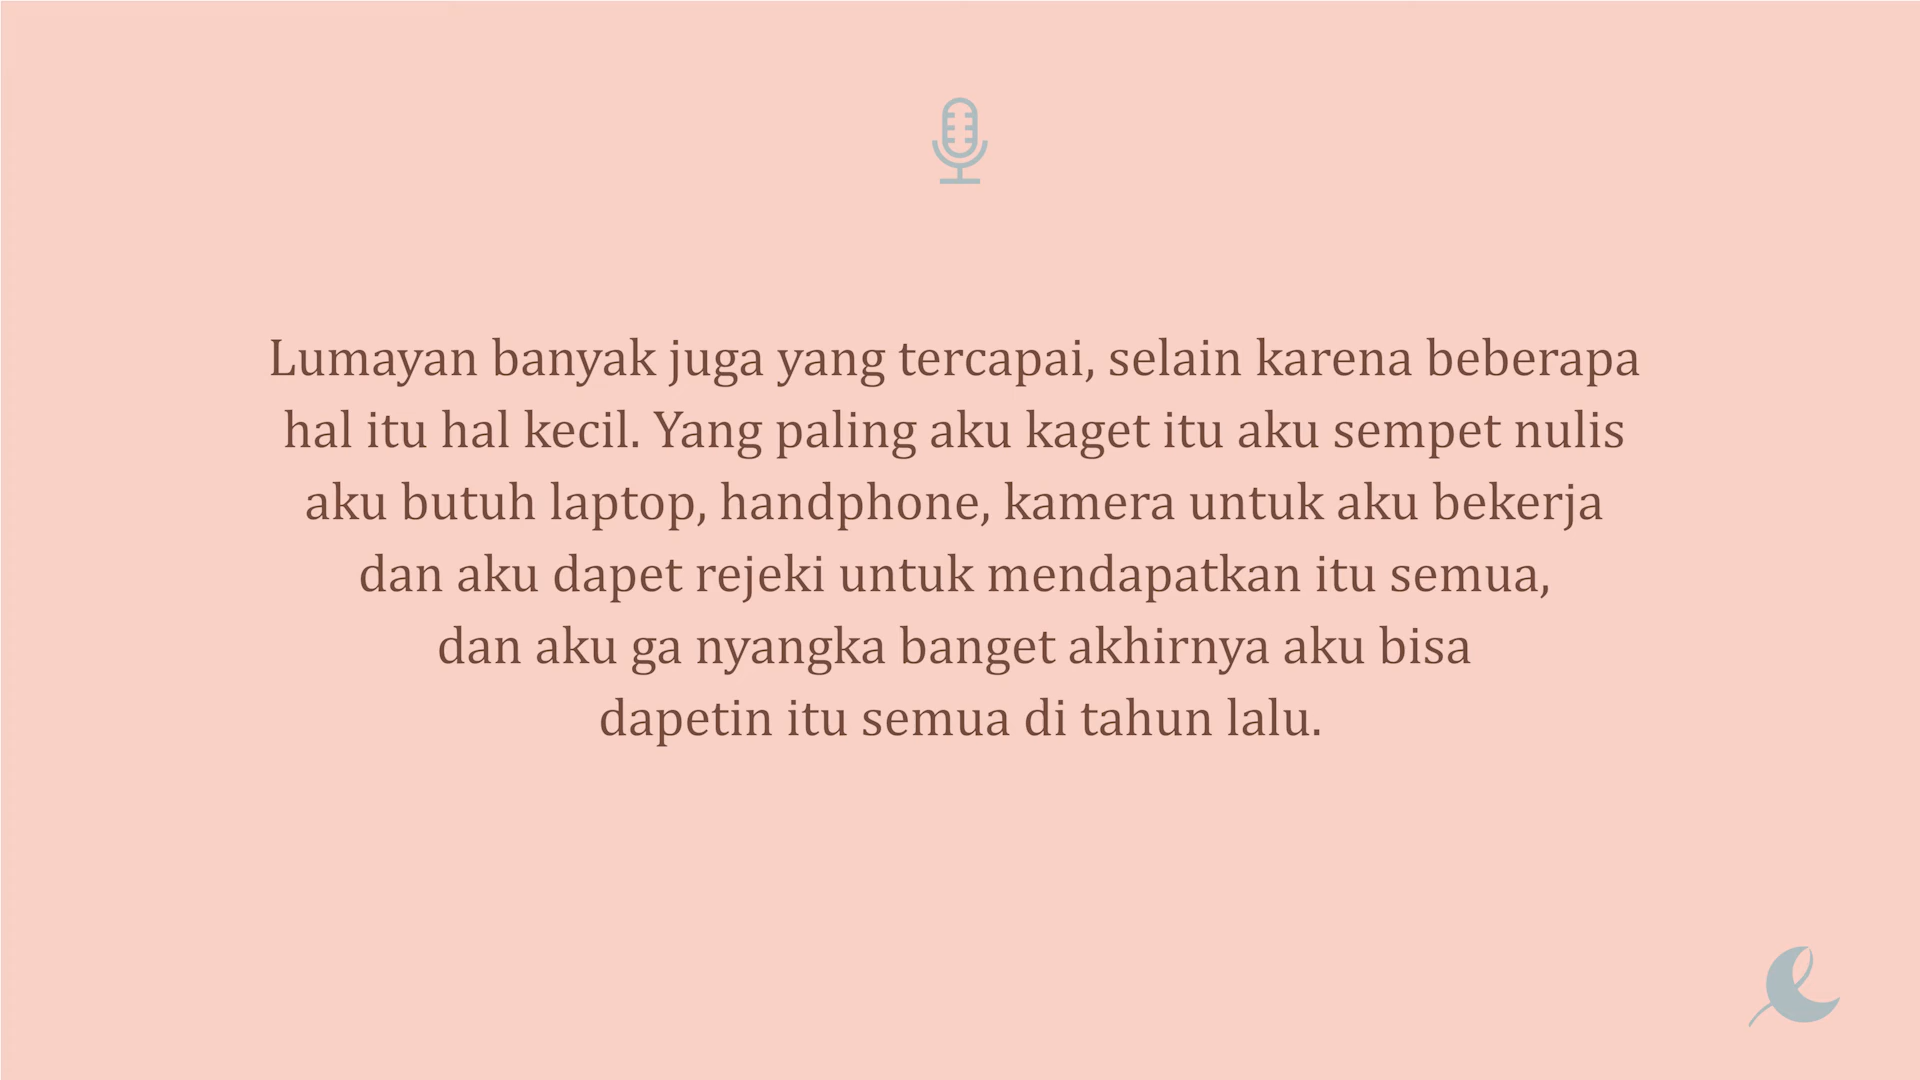 Lumayan banyak juga yang tercapai, selain karena beberapa
hal itu hal kecil. Yang paling aku kaget itu aku sempet nulis
aku butuh laptop, handphone, kamera untuk aku bekerja
dan aku dapet rejeki untuk mendapatkan itu semua,
dan aku ga nyangka banget akhirnya aku bisa
dapetin itu semua di tahun lalu.